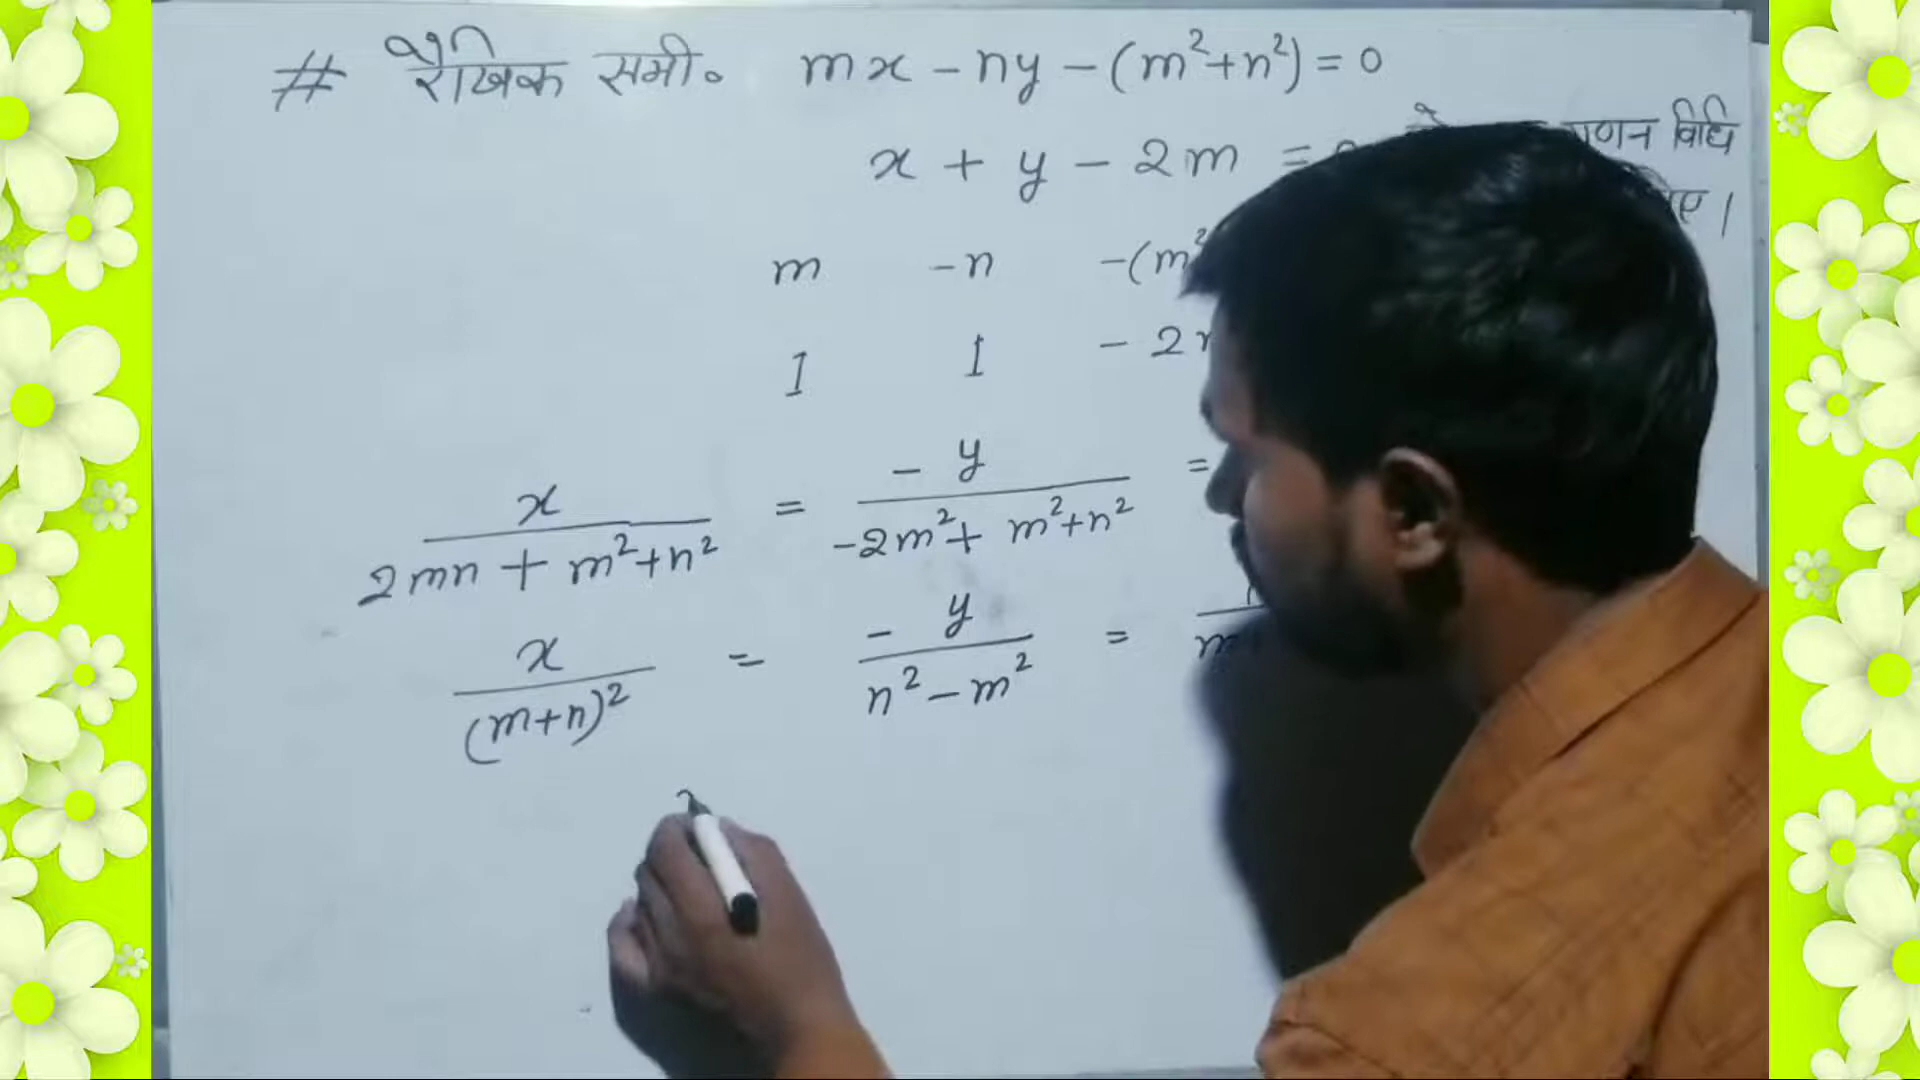 # रैखिक समी० mx - ny - (m²+n²) = 0
x + y - 2m =
विधि
m -n -(m²
1 1 - 2
x/(2mn + m²+n²) = - y/(-2m² + m²+n²) =
x/(m+n)² = - y/(n² - m²) =